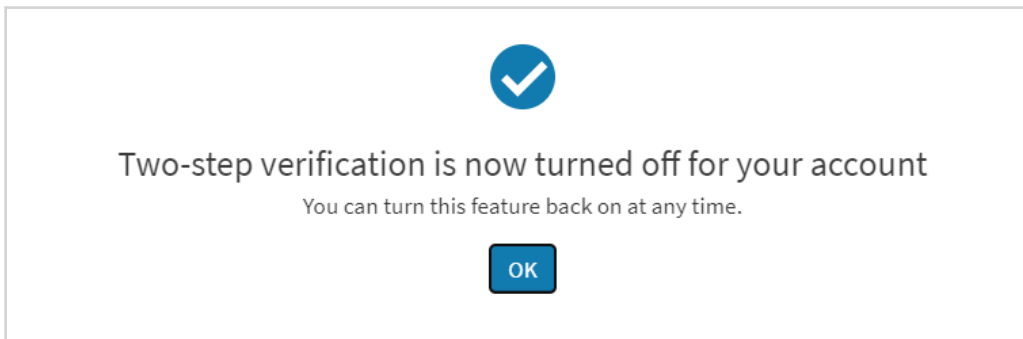 Two-step verification is now turned off for your account
You can turn this feature back on at any time.
OK